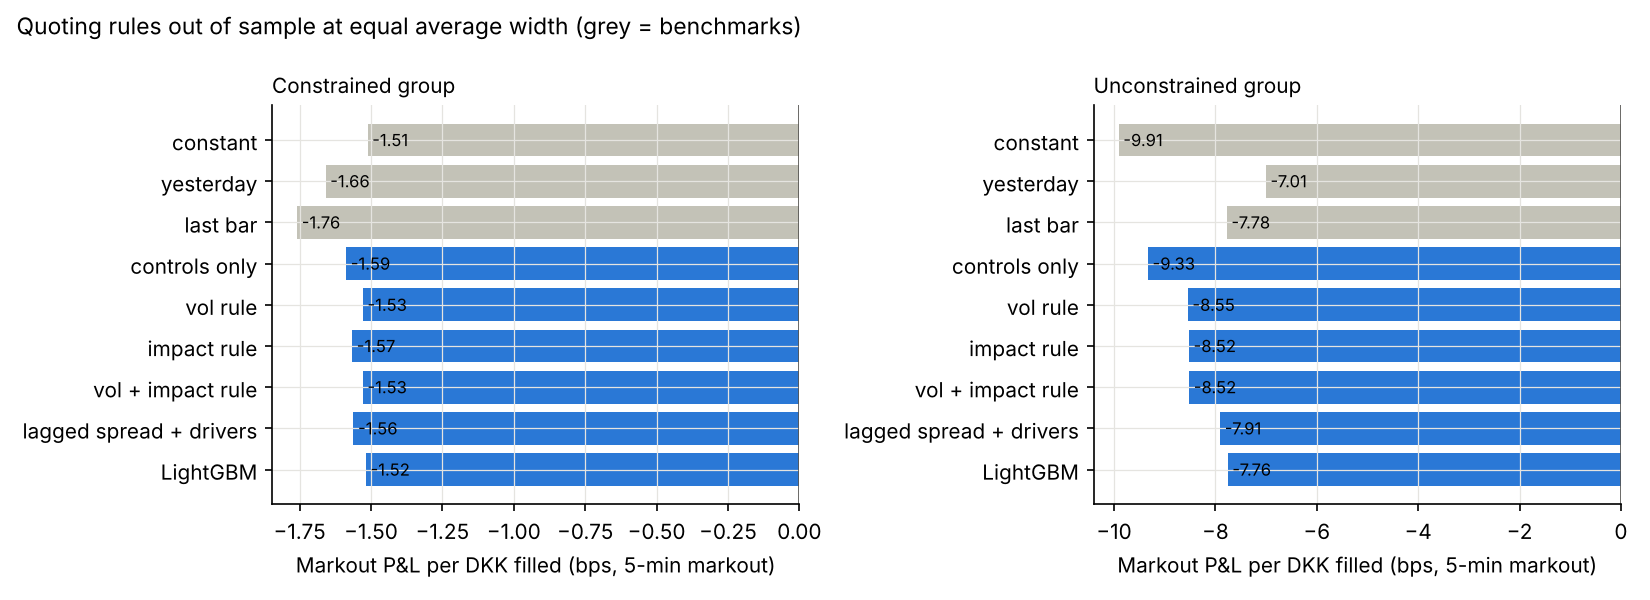 Quoting rules out of sample at equal average width (grey = benchmarks)
Constrained group
constant
-1.51
yesterday
-1.66
last bar
-1.76
controls only
-1.59
vol rule
-1.53
impact rule
-1.57
vol + impact rule
-1.53
lagged spread + drivers
-1.56
LightGBM
-1.52
−1.75 −1.50 −1.25 −1.00 −0.75 −0.50 −0.25 0.00
Markout P&L per DKK filled (bps, 5-min markout)
Unconstrained group
constant
-9.91
yesterday
-7.01
last bar
-7.78
controls only
-9.33
vol rule
-8.55
impact rule
-8.52
vol + impact rule
-8.52
lagged spread + drivers
-7.91
LightGBM
-7.76
−10 −8 −6 −4 −2 0
Markout P&L per DKK filled (bps, 5-min markout)